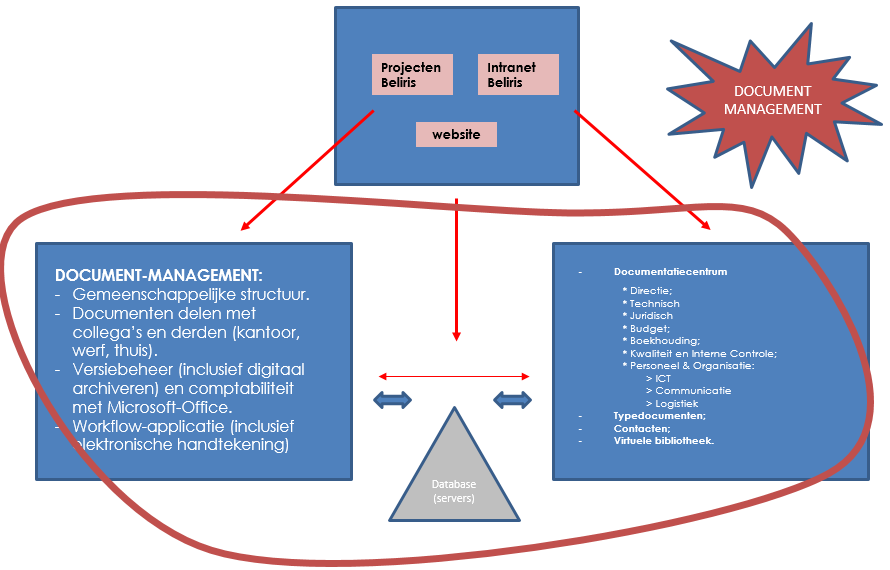 Projecten
Beliris
Intranet
Beliris
website
DOCUMENT
MANAGEMENT
DOCUMENT-MANAGEMENT:
- Gemeenschappelijke structuur.
- Documenten delen met
collega's en derden (kantoor,
werf, thuis).
- Versiebeheer (inclusief digitaal
archiveren) en comptabiliteit
met Microsoft-Office.
- Workflow-applicatie (inclusief
elektronische handtekening)
- Documentatiecentrum
* Directie;
* Technisch
* Juridisch
* Budget;
* Boekhouding;
* Kwaliteit en Interne Controle;
* Personeel & Organisatie:
> ICT
> Communicatie
> Logistiek
- Typedocumenten;
- Contacten;
- Virtuele bibliotheek.
Database
(servers)